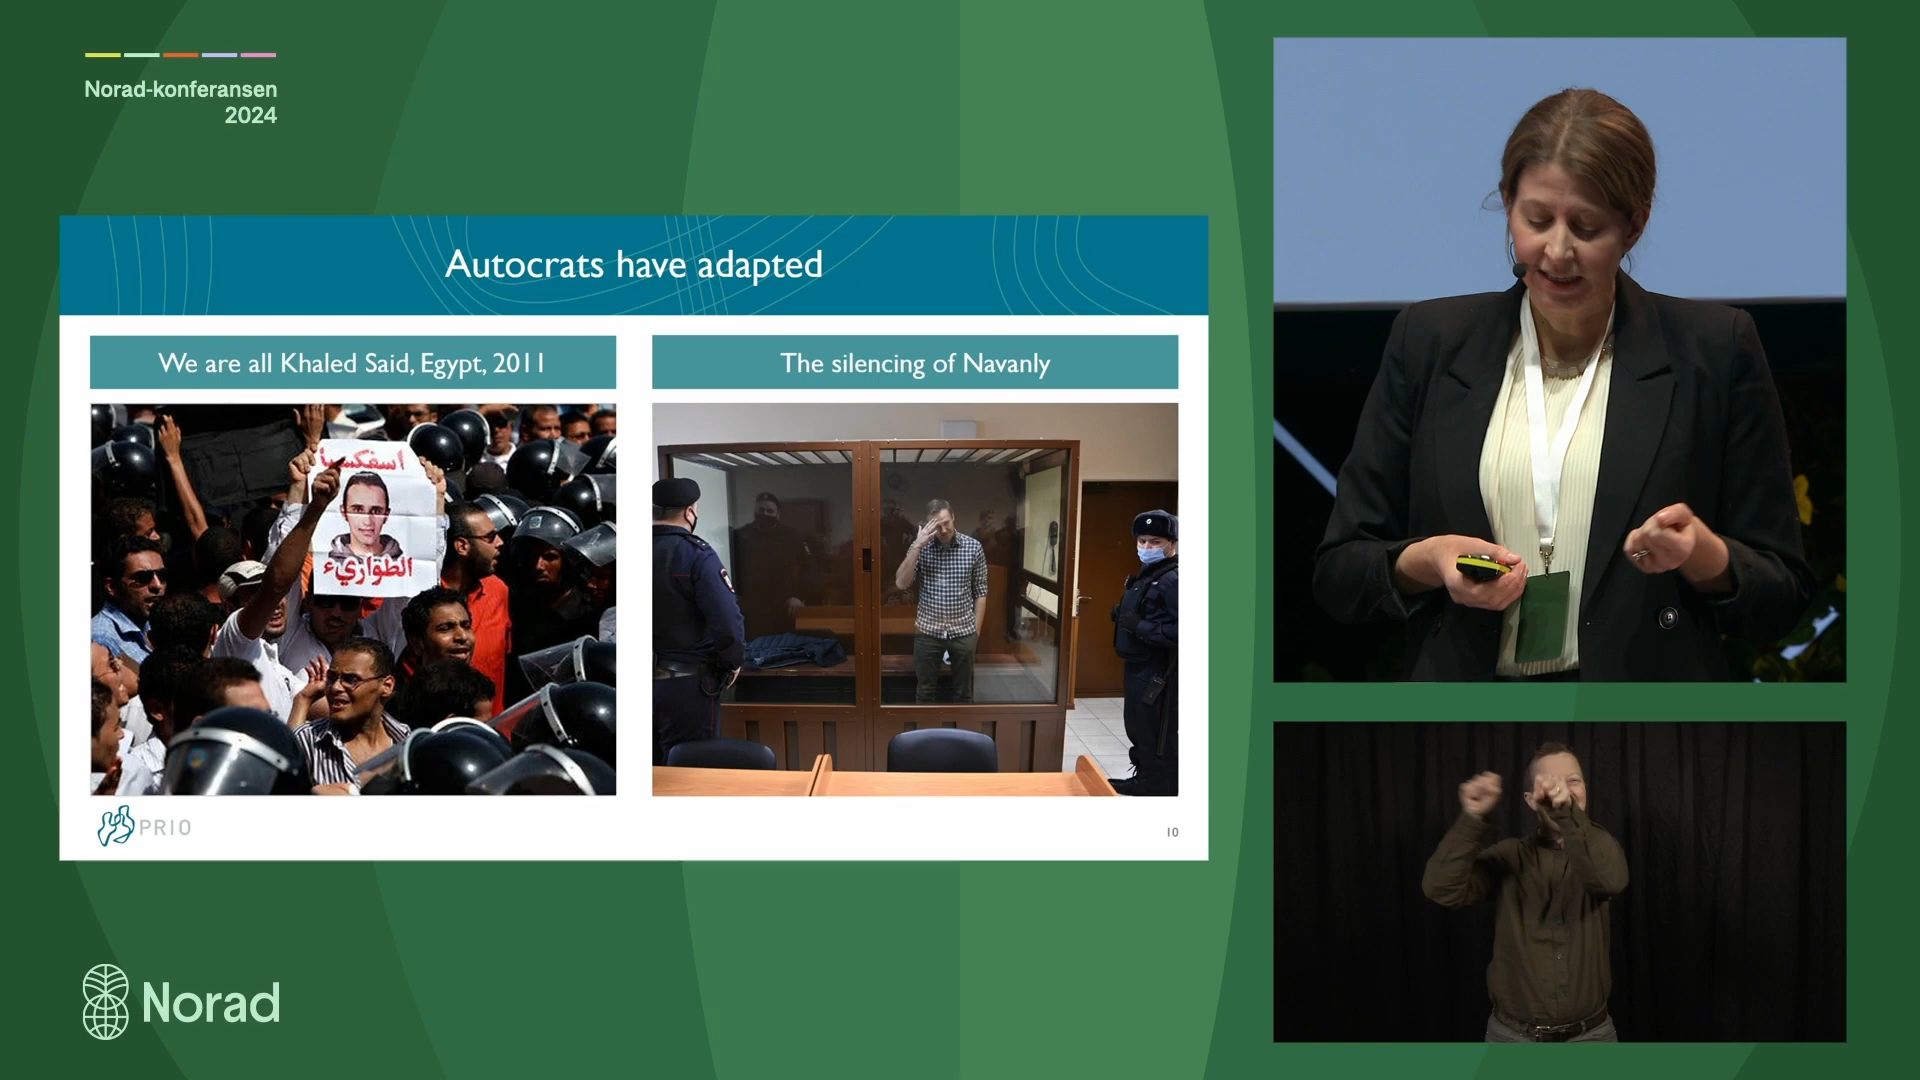 Norad-konferansen
2024
Autocrats have adapted
We are all Khaled Said, Egypt, 2011
The silencing of Navanly
اسفكسيا
الطوارئء
PRIO
10
Norad